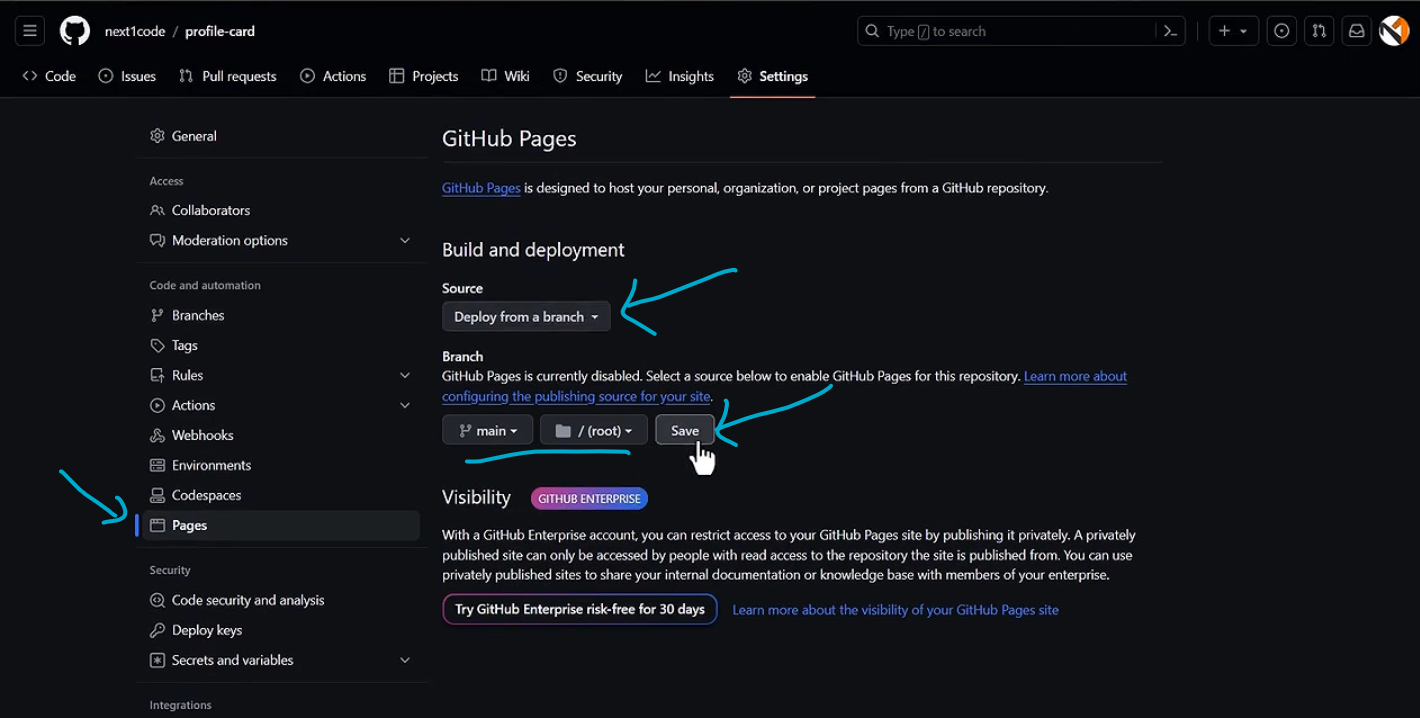 next1code / profile-card
Type / to search
Code Issues Pull requests Actions Projects Wiki Security Insights Settings
General
Access
Collaborators
Moderation options
Code and automation
Branches
Tags
Rules
Actions
Webhooks
Environments
Codespaces
Pages
Security
Code security and analysis
Deploy keys
Secrets and variables
Integrations
GitHub Pages
GitHub Pages is designed to host your personal, organization, or project pages from a GitHub repository.
Build and deployment
Source
Deploy from a branch
Branch
GitHub Pages is currently disabled. Select a source below to enable GitHub Pages for this repository. Learn more about
configuring the publishing source for your site.
main / (root) Save
Visibility GITHUB ENTERPRISE
With a GitHub Enterprise account, you can restrict access to your GitHub Pages site by publishing it privately. A privately
published site can only be accessed by people with read access to the repository the site is published from. You can use
privately published sites to share your internal documentation or knowledge base with members of your enterprise.
Try GitHub Enterprise risk-free for 30 days Learn more about the visibility of your GitHub Pages site